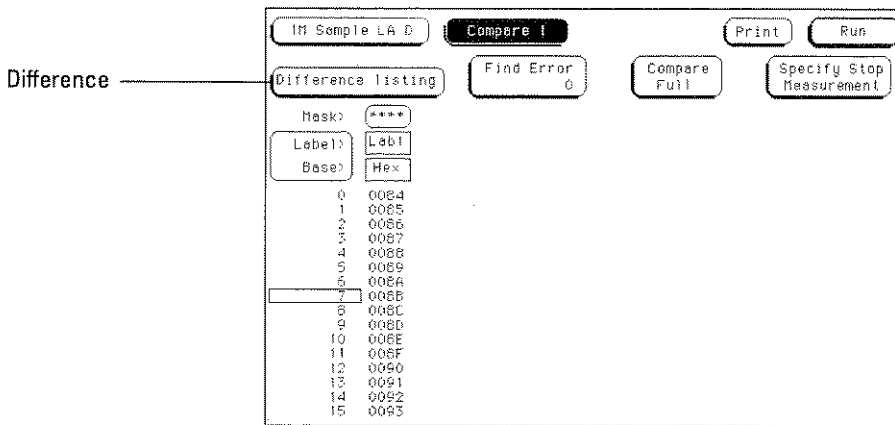 1M Sample LA D Compare 1 Print Run
Difference
Difference listing Find Error 0 Compare Full Specify Stop Measurement
Mask> ****
Label> Lab1
Base> Hex
0 0084
1 0085
2 0086
3 0087
4 0088
5 0089
6 008A
7 008B
8 008C
9 008D
10 008E
11 008F
12 0090
13 0091
14 0092
15 0093